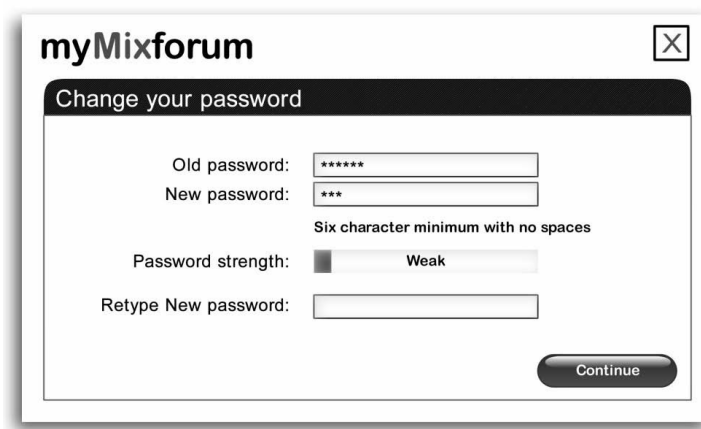 myMixforum
X
Change your password
Old password: ******
New password: ***
Six character minimum with no spaces
Password strength: Weak
Retype New password:
Continue